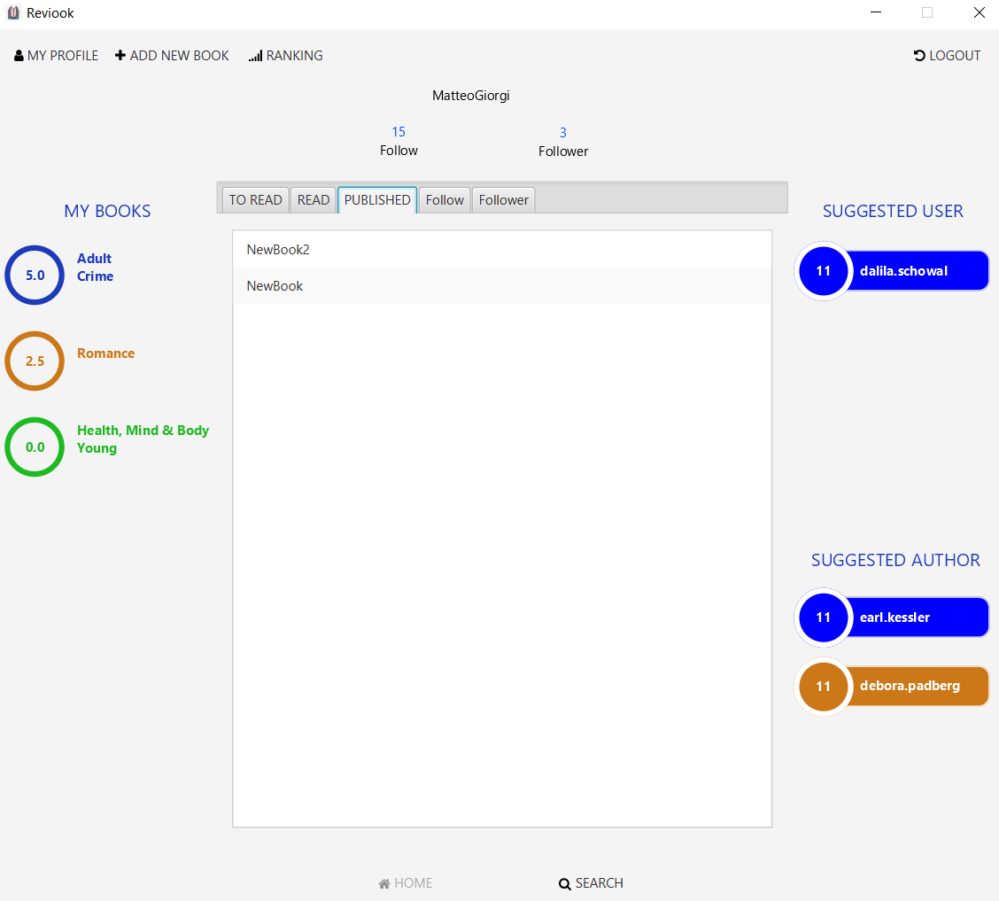 Reviook
MY PROFILE ADD NEW BOOK RANKING LOGOUT
MatteoGiorgi
15 3
Follow Follower
TO READ READ PUBLISHED Follow Follower
MY BOOKS
5.0 Adult
Crime
2.5 Romance
0.0 Health, Mind & Body
Young
NewBook2
NewBook
SUGGESTED USER
11 dalila.schowal
SUGGESTED AUTHOR
11 earl.kessler
11 debora.padberg
HOME SEARCH